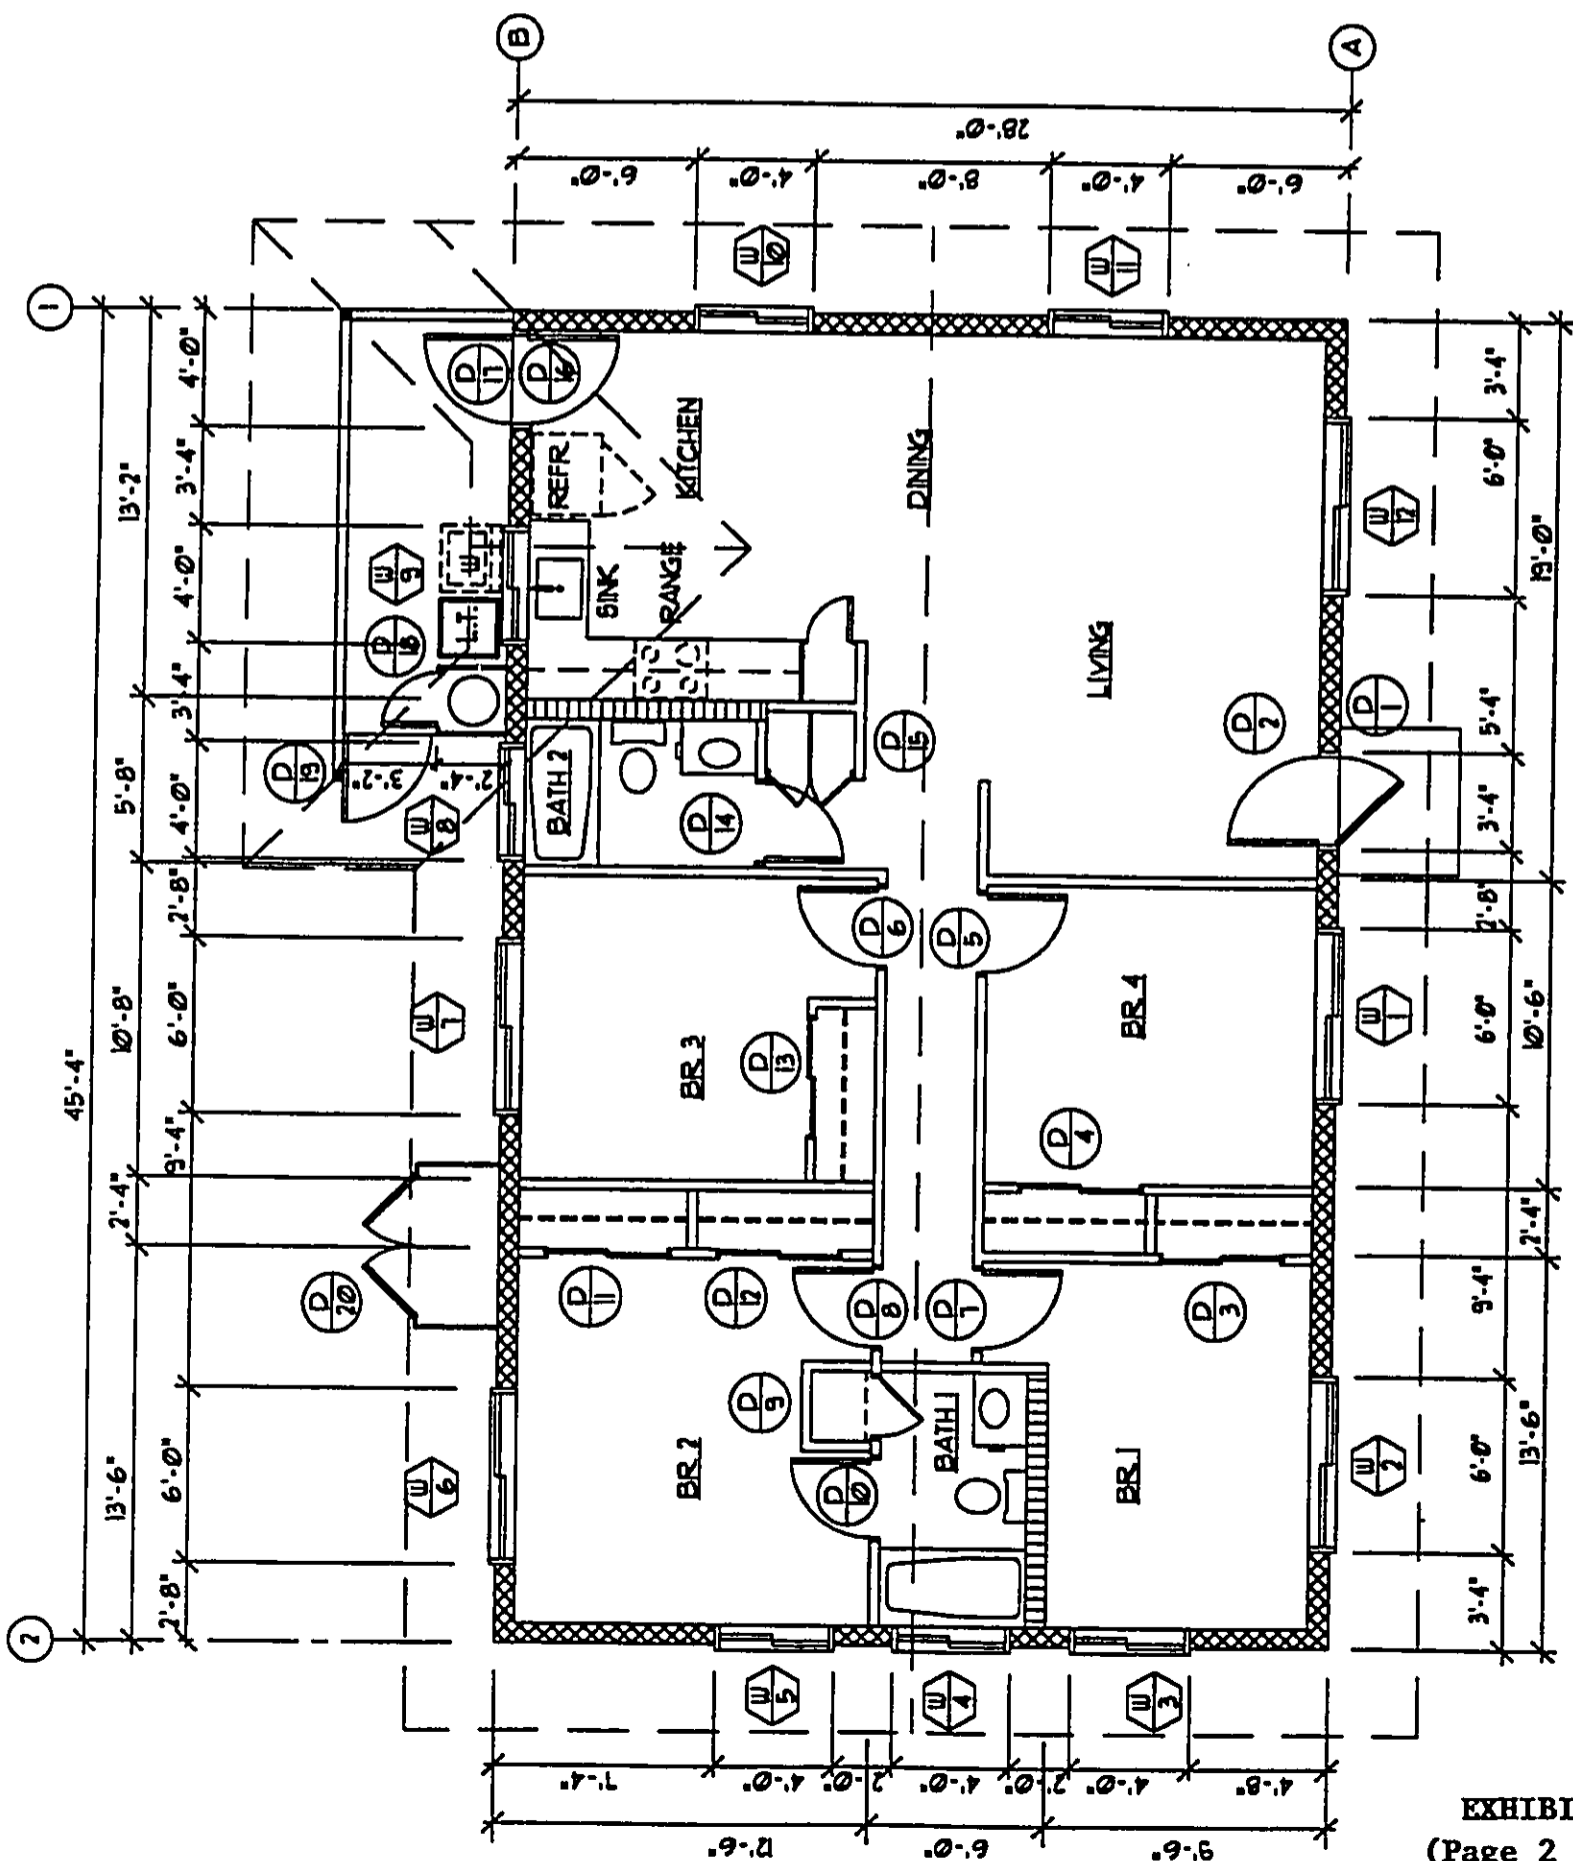 B
A
28'-0"
6'-0"
4'-0"
8'-0"
4'-0"
6'-0"
W 10
W 11
1
2
45'-4"
13'-2"
5'-8"
10'-8"
2'-4"
13'-6"
4'-0"
3'-4"
4'-0"
3'-4"
4'-0"
2'-8"
6'-0"
9'-4"
6'-0"
2'-8"
D 17
D 16
REFR.
KITCHEN
DINING
W 9
W
D 18
L.T.
SINK
RANGE
LIVING
D 19
3'-2"
2'-4"
W 8
BATH 2
D 14
D 15
D 2
D 1
W 12
W 7
BR. 3
D 13
D 6
D 5
BR. 4
D 4
W 1
D 20
D 11
D 12
D 8
D 7
D 3
W 6
BR. 2
D 9
D 10
BATH 1
BR. 1
W 2
W 5
W 4
W 3
3'-4"
6'-0"
5'-4"
3'-4"
2'-8"
6'-0"
9'-4"
6'-0"
3'-4"
19'-0"
10'-6"
2'-4"
13'-6"
7'-4"
4'-0"
2'-0"
4'-0"
2'-0"
4'-0"
4'-8"
12'-6"
6'-0"
9'-6"
EXHIBI
(Page 2